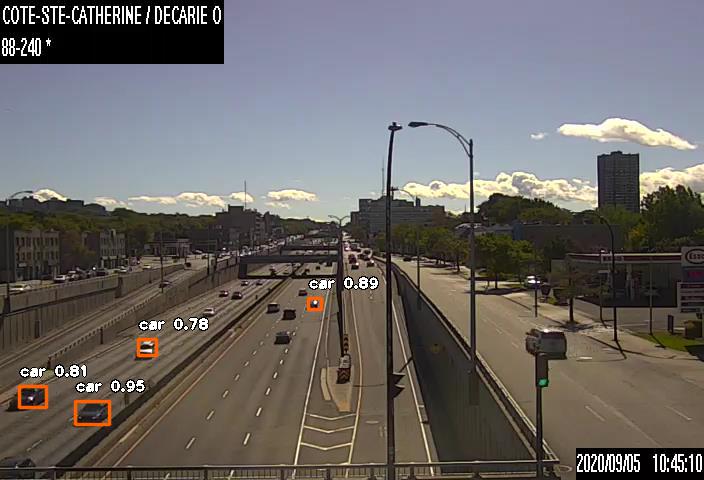 COTE-STE-CATHERINE / DECARIE O
88-240 *
car 0.89
car 0.78
car 0.81
car 0.95
Esso
2020/09/05 10:45:10